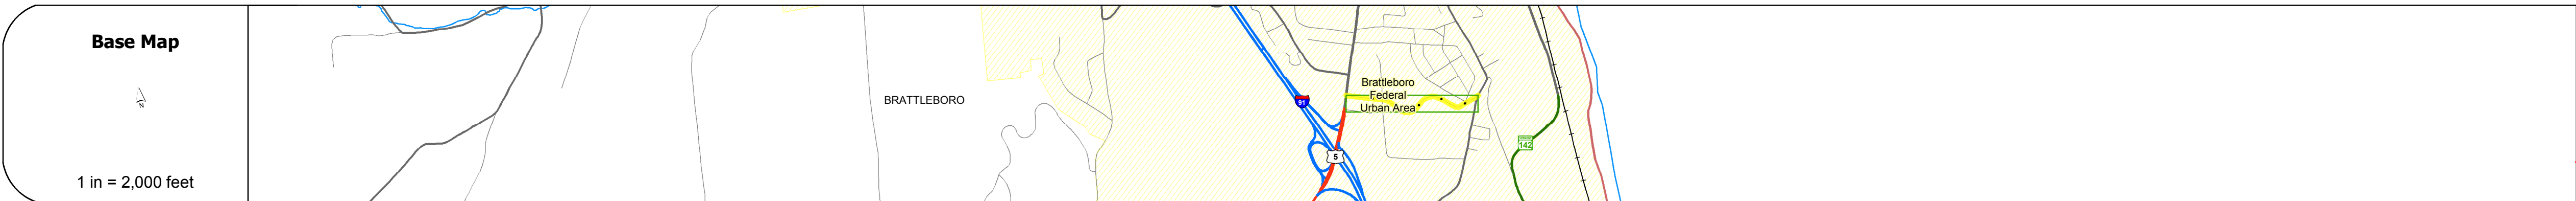 Base Map
N
1 in = 2,000 feet
BRATTLEBORO
91
Brattleboro
Federal
Urban Area
5
142